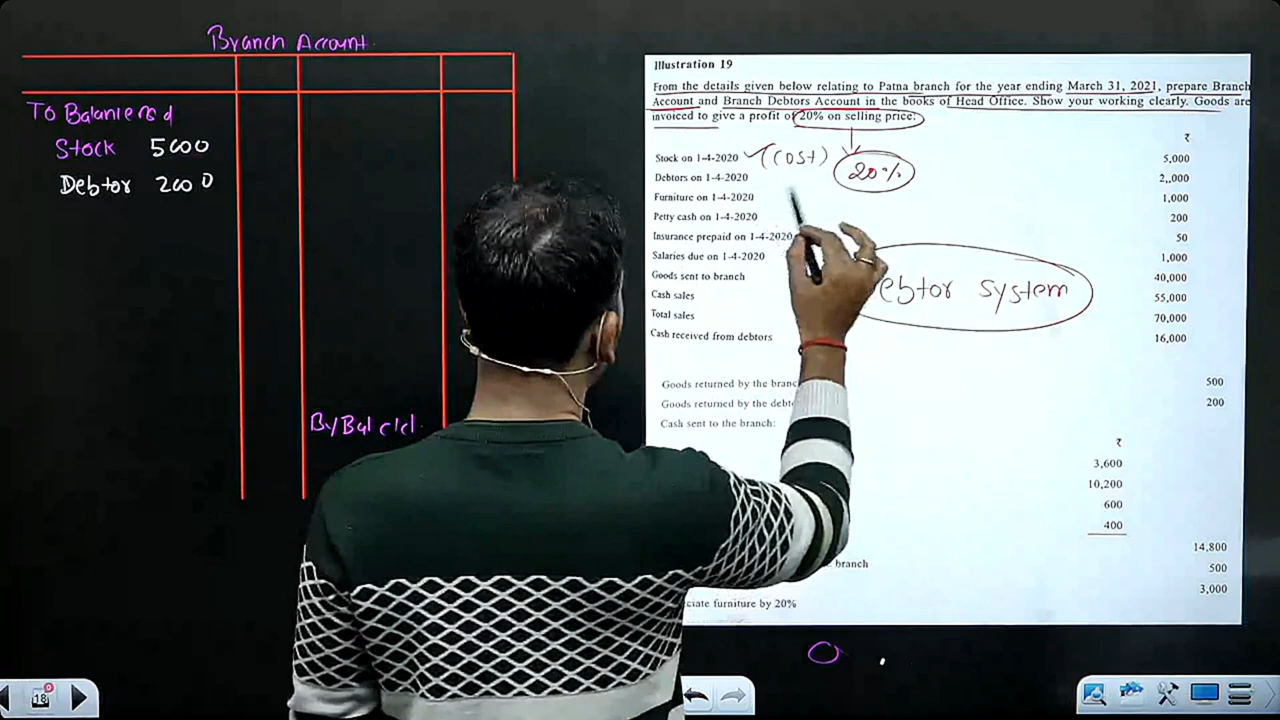 Branch Account
To Balance b d
Stock 5000
Debtor 2000
By Bal c/d
Illustration 19
From the details given below relating to Patna branch for the year ending March 31, 2021, prepare Branch
Account and Branch Debtors Account in the books of Head Office. Show your working clearly. Goods are
invoiced to give a profit of 20% on selling price:
₹
Stock on 1-4-2020 (Cost) 5,000
20%
Debtors on 1-4-2020 2,,000
Furniture on 1-4-2020 1,000
Petty cash on 1-4-2020 200
Insurance prepaid on 1-4-2020 50
Salaries due on 1-4-2020 1,000
ebtor system
Goods sent to branch 40,000
Cash sales 55,000
Total sales 70,000
Cash received from debtors 16,000
Goods returned by the branc 500
Goods returned by the debt 200
Cash sent to the branch:
₹
3,600
10,200
600
400
14,800
branch 500
3,000
ciate furniture by 20%
18